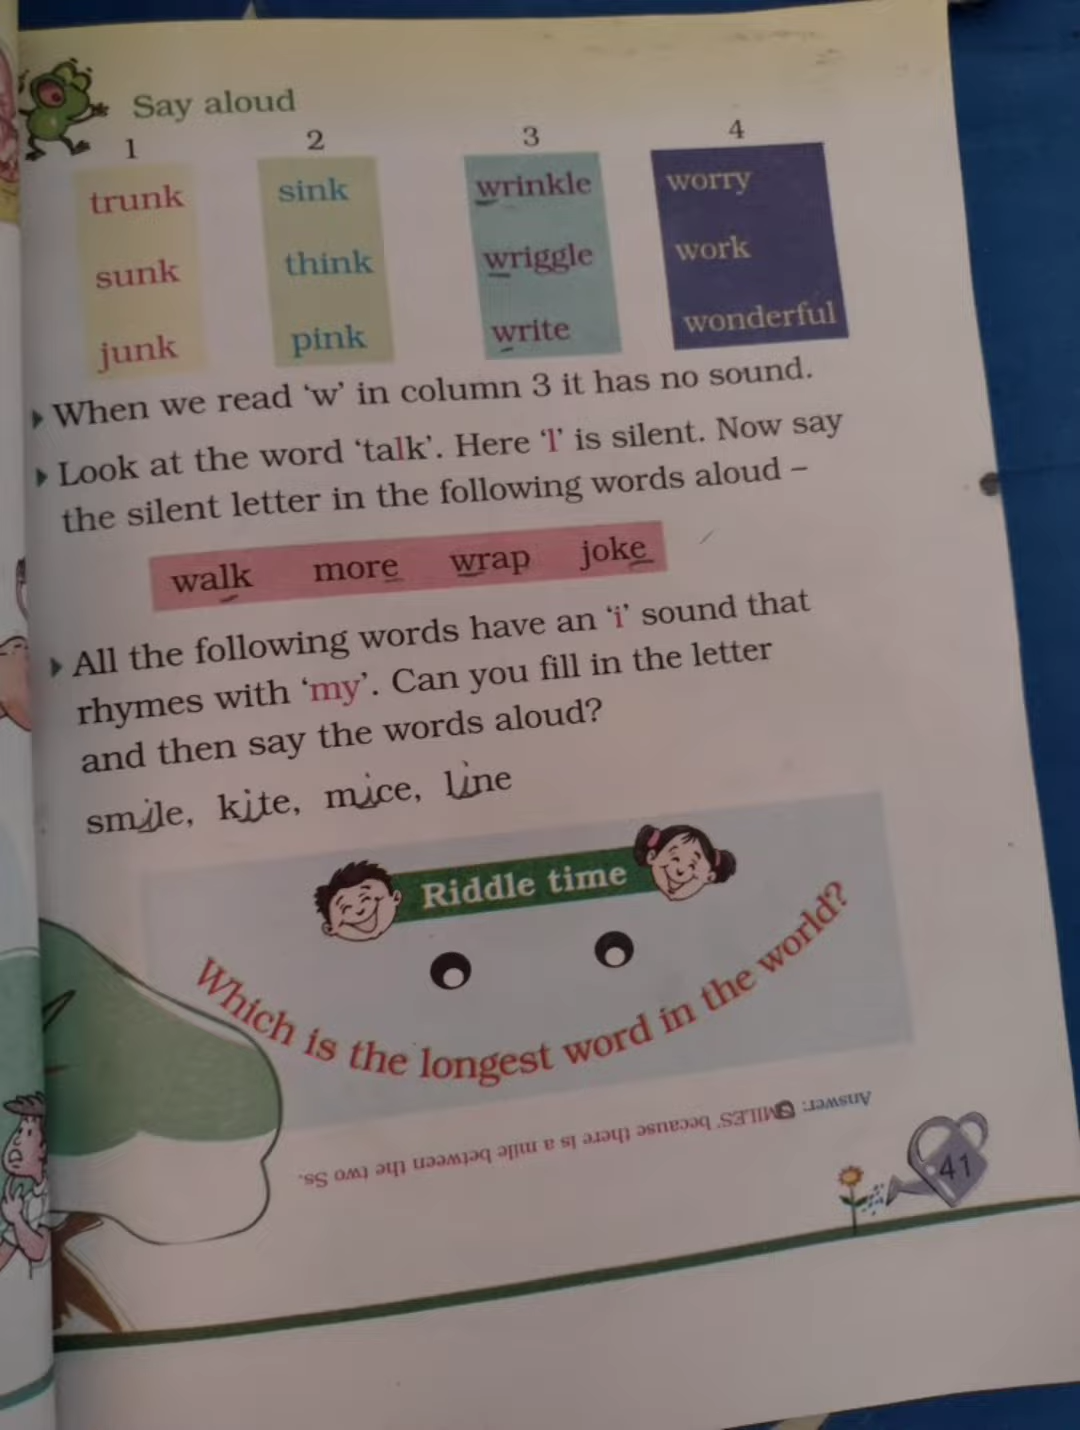 Say aloud
1 2 3 4
trunk sink wrinkle worry
sunk think wriggle work
junk pink write wonderful
When we read ‘w’ in column 3 it has no sound.
Look at the word ‘talk’. Here ‘l’ is silent. Now say
the silent letter in the following words aloud –
walk more wrap joke
All the following words have an ‘i’ sound that
rhymes with ‘my’. Can you fill in the letter
and then say the words aloud?
smile, kite, mice, line
Riddle time
Which is the longest word in the world?
Answer: SMILES’ because there is a mile between the two Ss.
41